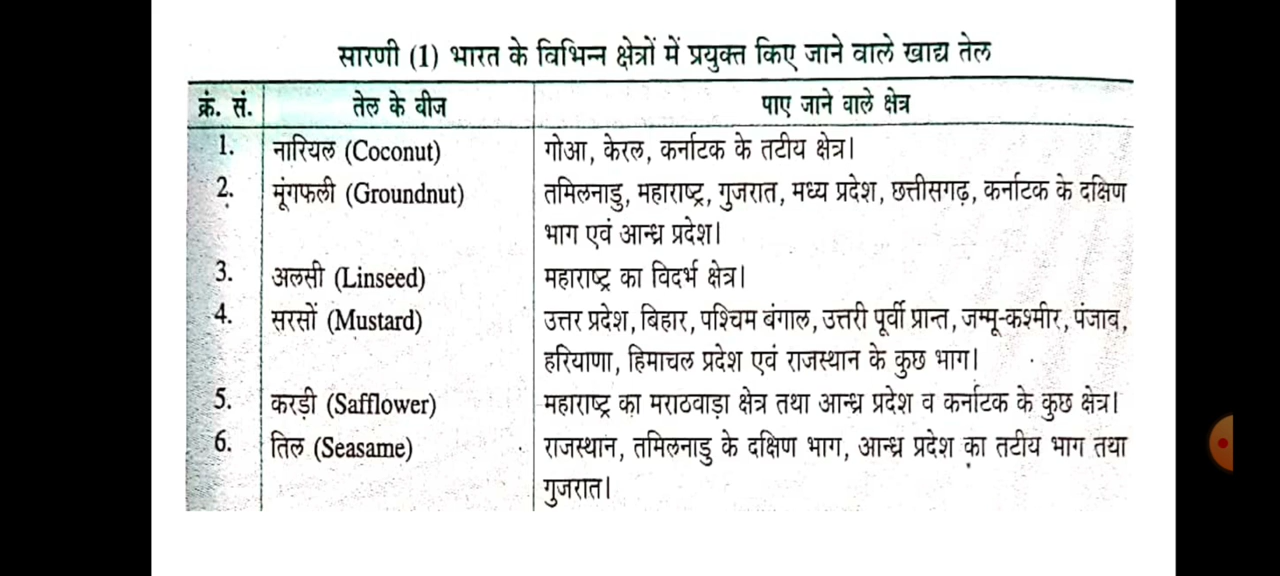 सारणी (1) भारत के विभिन्न क्षेत्रों में प्रयुक्त किए जाने वाले खाद्य तेल
क्रं. सं. तेल के बीज पाए जाने वाले क्षेत्र
1. नारियल (Coconut) गोआ, केरल, कर्नाटक के तटीय क्षेत्र।
2. मूंगफली (Groundnut) तमिलनाडु, महाराष्ट्र, गुजरात, मध्य प्रदेश, छत्तीसगढ़, कर्नाटक के दक्षिण
भाग एवं आन्ध्र प्रदेश।
3. अलसी (Linseed) महाराष्ट्र का विदर्भ क्षेत्र।
4. सरसों (Mustard) उत्तर प्रदेश, बिहार, पश्चिम बंगाल, उत्तरी पूर्वी प्रान्त, जम्मू-कश्मीर, पंजाब,
हरियाणा, हिमाचल प्रदेश एवं राजस्थान के कुछ भाग।
5. करड़ी (Safflower) महाराष्ट्र का मराठवाड़ा क्षेत्र तथा आन्ध्र प्रदेश व कर्नाटक के कुछ क्षेत्र।
6. तिल (Seasame) राजस्थान, तमिलनाडु के दक्षिण भाग, आन्ध्र प्रदेश का तटीय भाग तथा
गुजरात।